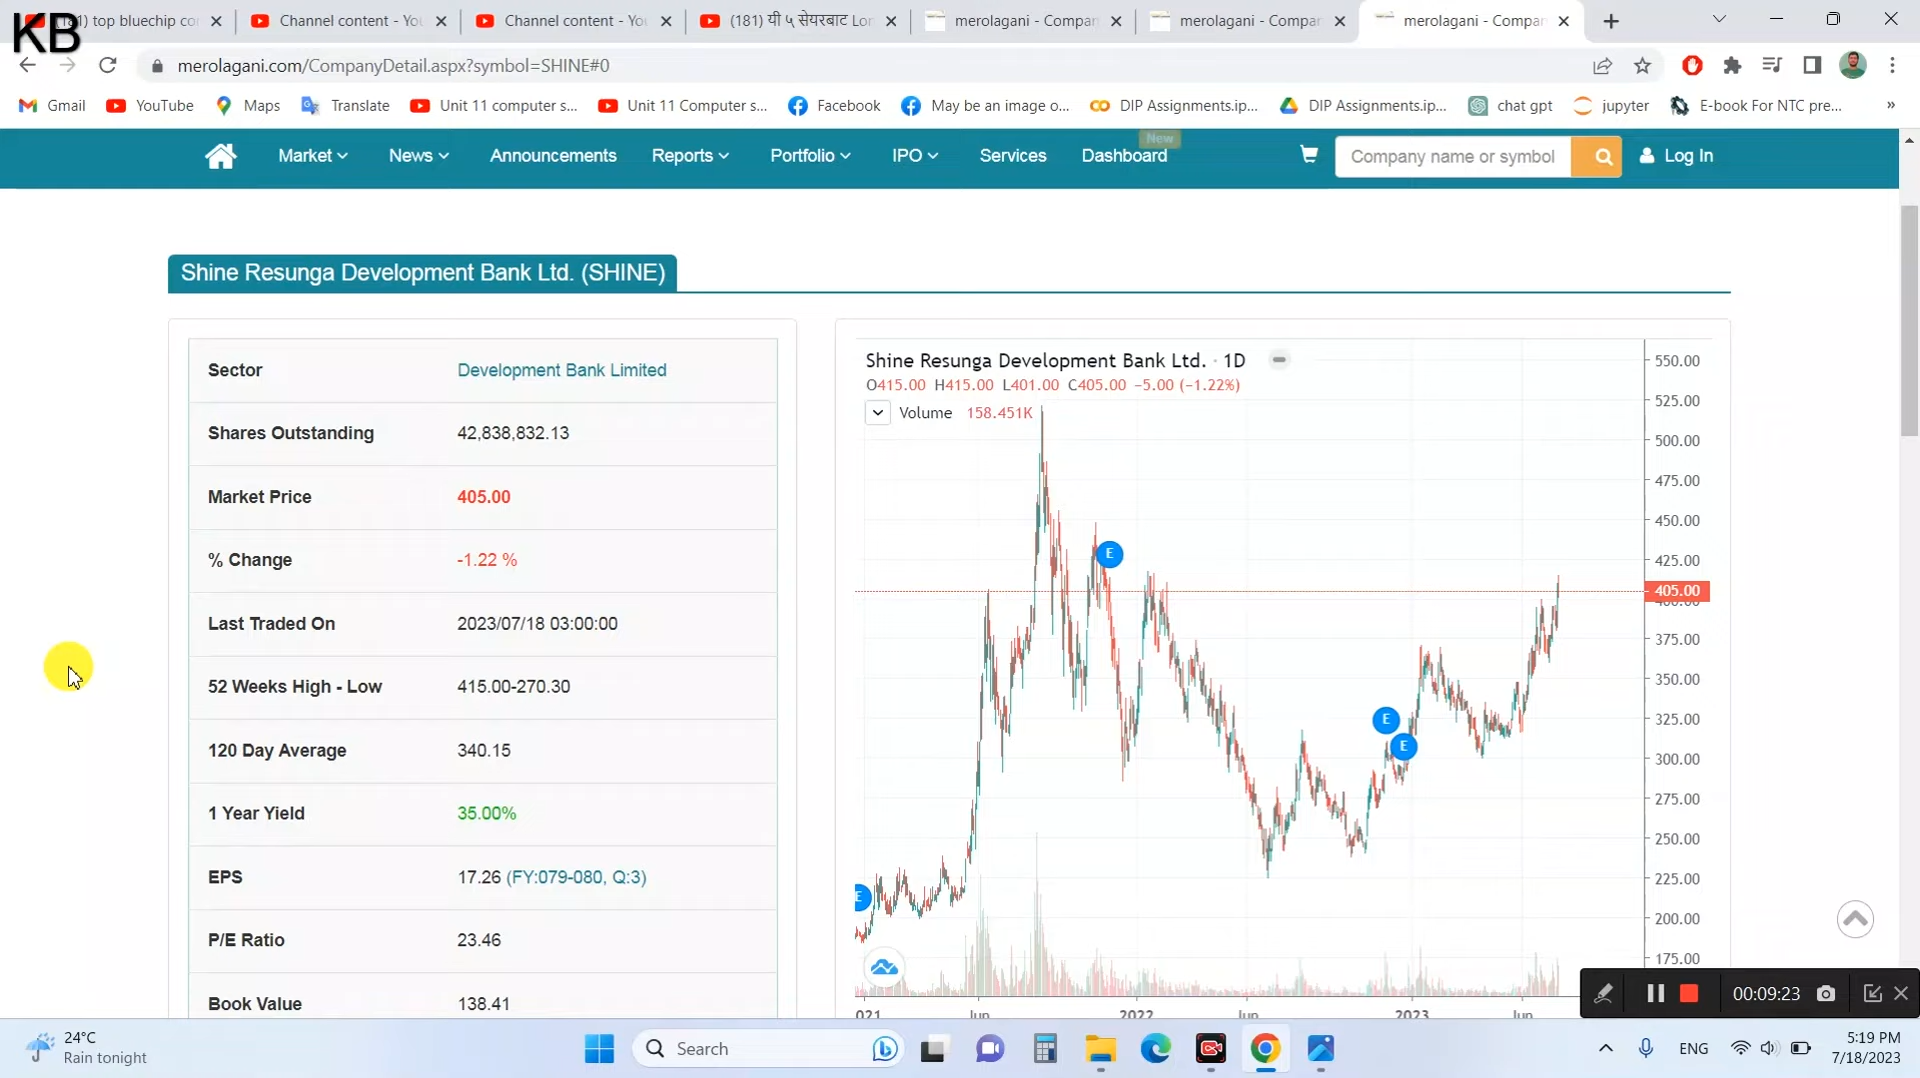 KB
(181) top bluechip co
Channel content - You
Channel content - You
(181) यी ५ सेयरबाट Lon
merolagani - Compan
merolagani - Compan
merolagani - Compan
merolagani.com/CompanyDetail.aspx?symbol=SHINE#0
Gmail
YouTube
Maps
Translate
Unit 11 computer s...
Unit 11 Computer s...
Facebook
May be an image o...
DIP Assignments.ip...
DIP Assignments.ip...
chat gpt
jupyter
E-book For NTC pre...
Market
News
Announcements
Reports
Portfolio
IPO
Services
Dashboard
New
Company name or symbol
Log In
Shine Resunga Development Bank Ltd. (SHINE)
Sector Development Bank Limited
Shares Outstanding 42,838,832.13
Market Price 405.00
% Change -1.22 %
Last Traded On 2023/07/18 03:00:00
52 Weeks High - Low 415.00-270.30
120 Day Average 340.15
1 Year Yield 35.00%
EPS 17.26 (FY:079-080, Q:3)
P/E Ratio 23.46
Book Value 138.41
Shine Resunga Development Bank Ltd. · 1D
O415.00 H415.00 L401.00 C405.00 −5.00 (−1.22%)
Volume 158.451K
E
E
E
E
550.00
525.00
500.00
475.00
450.00
425.00
405.00
400.00
375.00
350.00
325.00
300.00
275.00
250.00
225.00
200.00
175.00
021 Jun 2022 Jun 2023 Jun
00:09:23
24°C
Rain tonight
Search
ENG
5:19 PM
7/18/2023